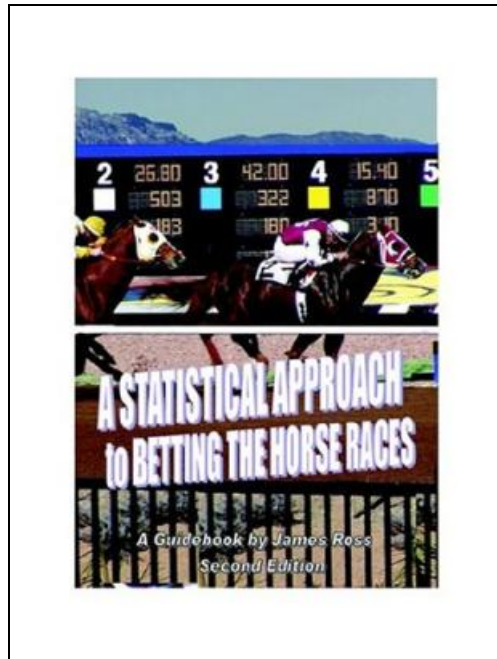 2 26.80 3 42.00 4 15.40 5
503 322 870
183 180
A STATISTICAL APPROACH
to BETTING THE HORSE RACES
A Guidebook by James Ross
Second Edition